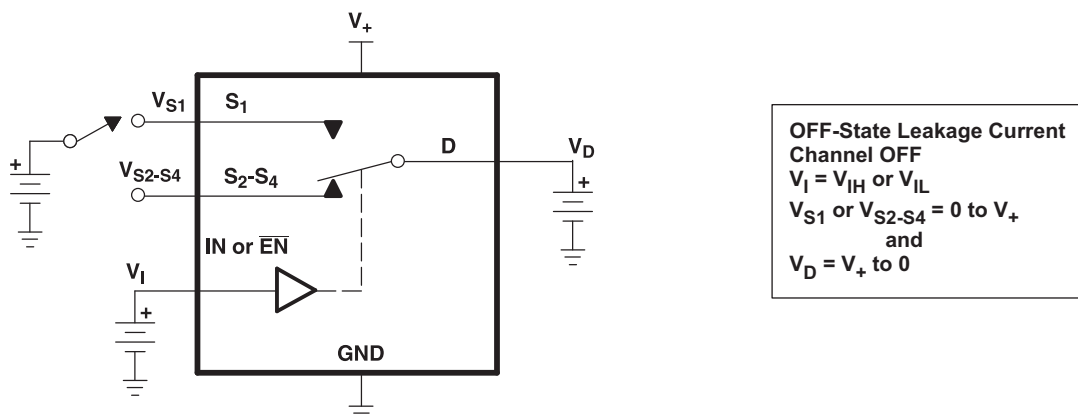 V+
VS1
S1
+
VS2-S4
S2-S4
D
VD
+
IN or EN
VI
+
GND
OFF-State Leakage Current
Channel OFF
VI = VIH or VIL
VS1 or VS2-S4 = 0 to V+
and
VD = V+ to 0